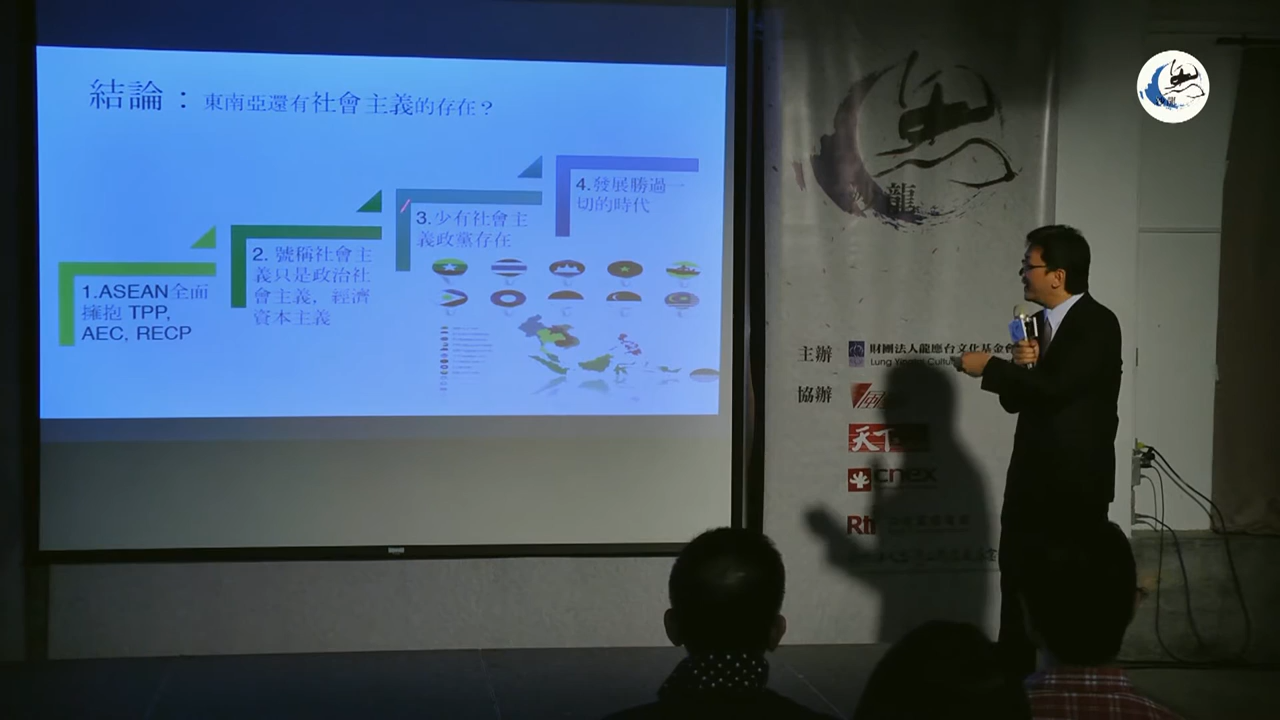 結論：東南亞還有社會主義的存在？
1.ASEAN全面
擁抱 TPP,
AEC, RECP
2. 號稱社會主
義只是政治社
會主義，經濟
資本主義
3.少有社會主
義政黨存在
4.發展勝過一
切的時代
龍
主辦
財團法人龍應台文化基金會
Lung Yingtai Cultu
協辦
天下
cnex